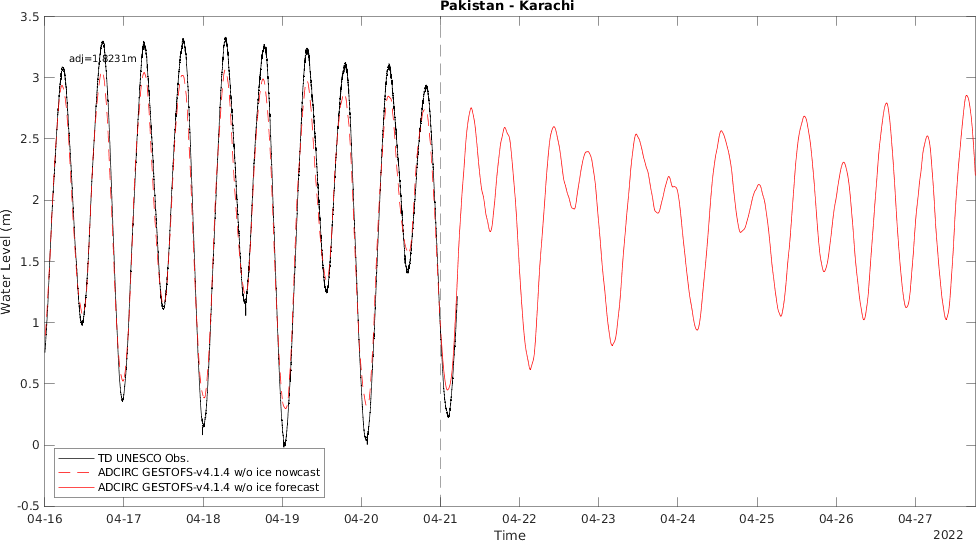 Pakistan - Karachi
adj=1.8231m
Water Level (m)
3.5
3
2.5
2
1.5
1
0.5
0
-0.5
TD UNESCO Obs.
ADCIRC GESTOFS-v4.1.4 w/o ice nowcast
ADCIRC GESTOFS-v4.1.4 w/o ice forecast
04-16 04-17 04-18 04-19 04-20 04-21 04-22 04-23 04-24 04-25 04-26 04-27
Time
2022